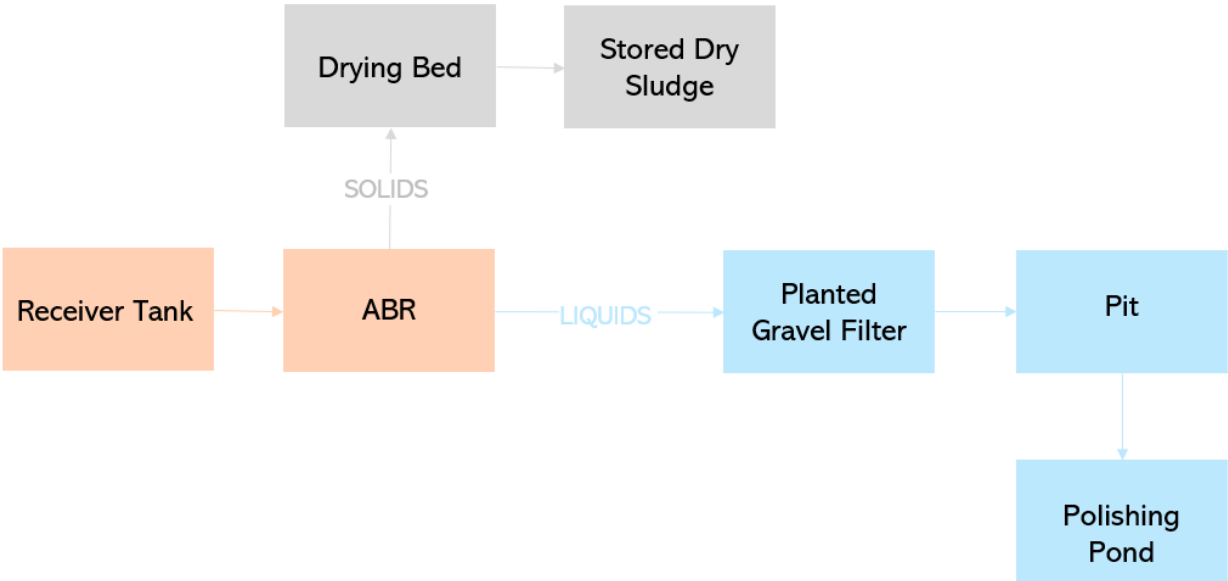 Drying Bed
Stored Dry
Sludge
SOLIDS
Receiver Tank
ABR
LIQUIDS
Planted
Gravel Filter
Pit
Polishing
Pond